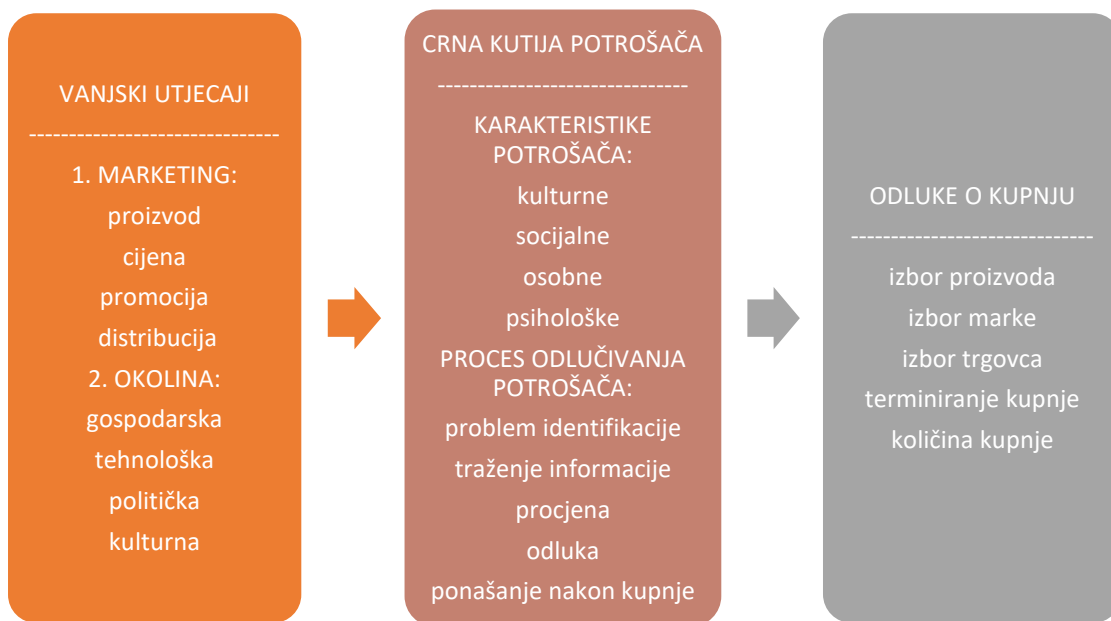 VANJSKI UTJECAJI
-------------------------------
1. MARKETING:
proizvod
cijena
promocija
distribucija
2. OKOLINA:
gospodarska
tehnološka
politička
kulturna
CRNA KUTIJA POTROŠAČA
-------------------------------
KARAKTERISTIKE
POTROŠAČA:
kulturne
socijalne
osobne
psihološke
PROCES ODLUČIVANJA
POTROŠAČA:
problem identifikacije
traženje informacije
procjena
odluka
ponašanje nakon kupnje
ODLUKE O KUPNJU
------------------------------
izbor proizvoda
izbor marke
izbor trgovca
terminiranje kupnje
količina kupnje